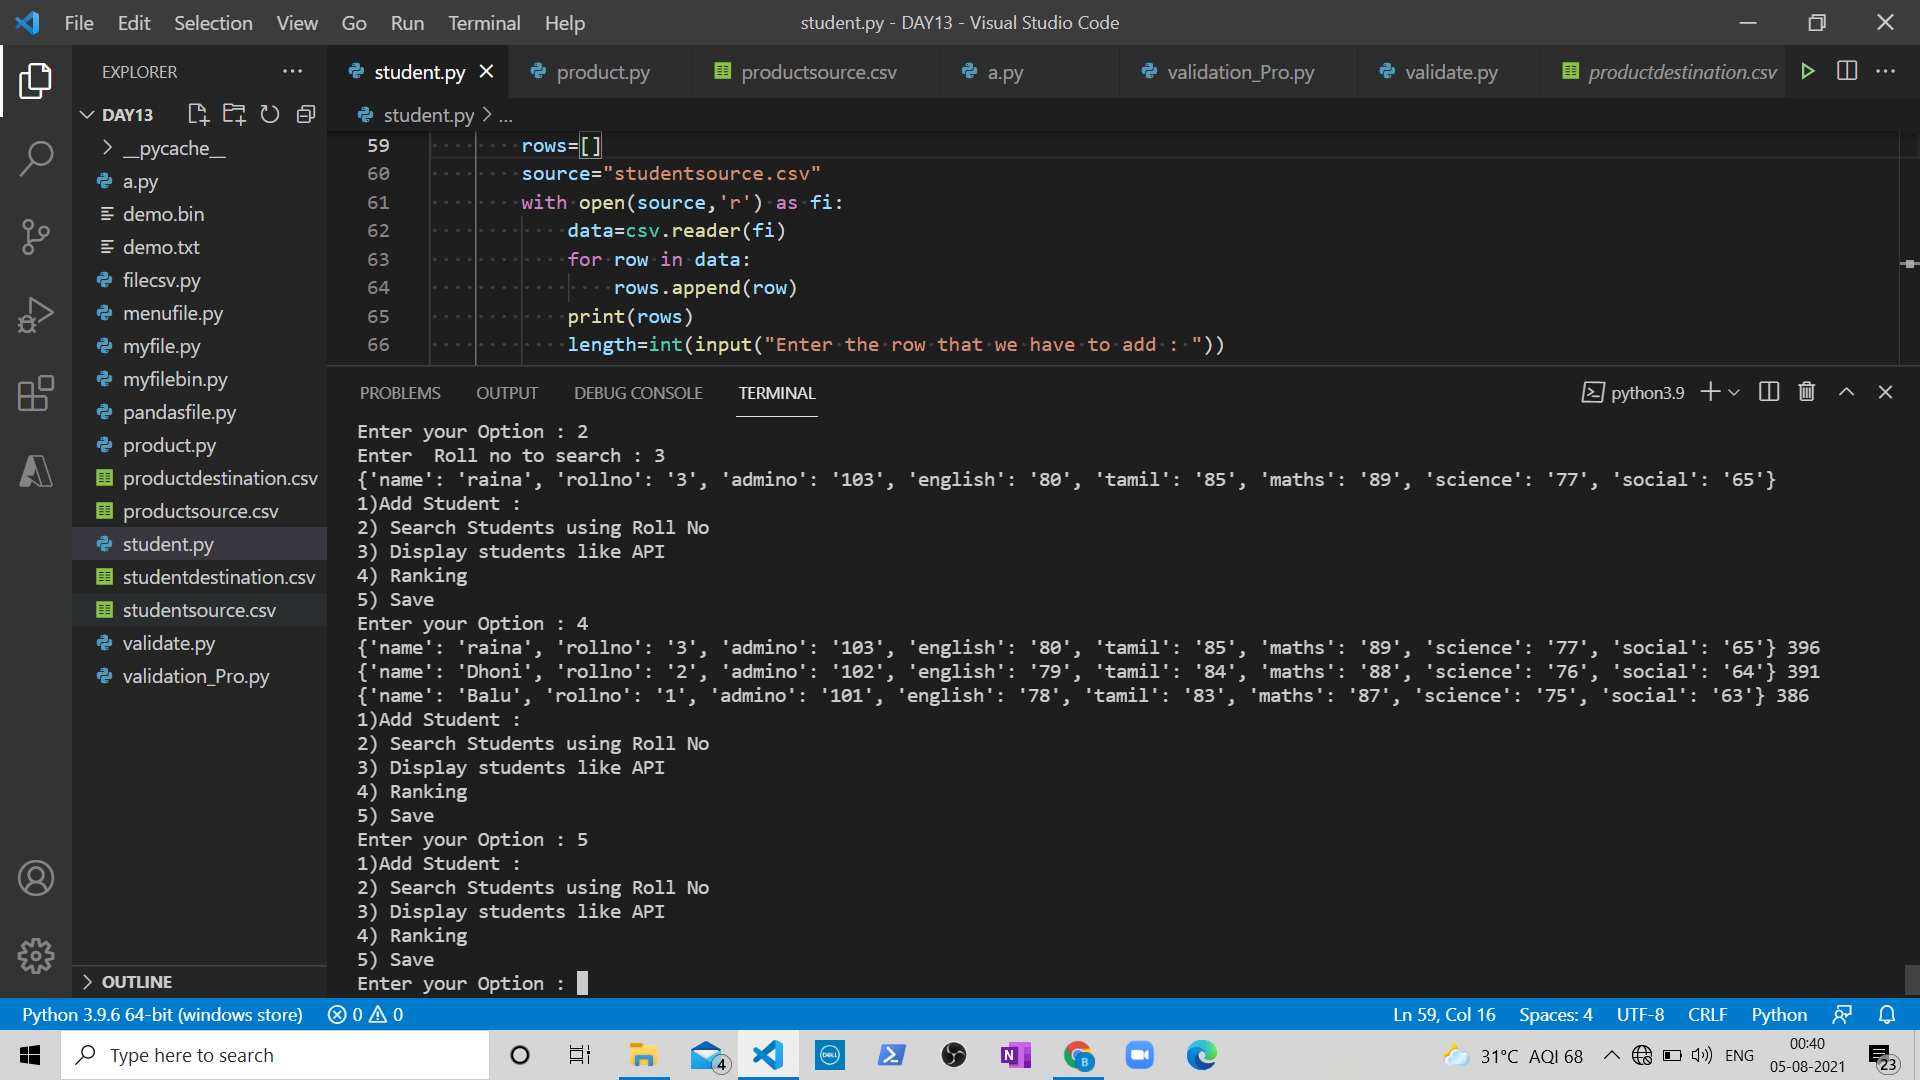 File Edit Selection View Go Run Terminal Help
student.py - DAY13 - Visual Studio Code
EXPLORER
student.py
product.py
productsource.csv
a.py
validation_Pro.py
validate.py
productdestination.csv
DAY13
__pycache__
a.py
demo.bin
demo.txt
filecsv.py
menufile.py
myfile.py
myfilebin.py
pandasfile.py
product.py
productdestination.csv
productsource.csv
student.py
studentdestination.csv
studentsource.csv
validate.py
validation_Pro.py
OUTLINE
student.py > ...
59 rows=[]
60 source="studentsource.csv"
61 with open(source,'r') as fi:
62 data=csv.reader(fi)
63 for row in data:
64 rows.append(row)
65 print(rows)
66 length=int(input("Enter the row that we have to add : "))
PROBLEMS OUTPUT DEBUG CONSOLE TERMINAL
python3.9
Enter your Option : 2
Enter  Roll no to search : 3
{'name': 'raina', 'rollno': '3', 'admino': '103', 'english': '80', 'tamil': '85', 'maths': '89', 'science': '77', 'social': '65'}
1)Add Student :
2) Search Students using Roll No
3) Display students like API
4) Ranking
5) Save
Enter your Option : 4
{'name': 'raina', 'rollno': '3', 'admino': '103', 'english': '80', 'tamil': '85', 'maths': '89', 'science': '77', 'social': '65'} 396
{'name': 'Dhoni', 'rollno': '2', 'admino': '102', 'english': '79', 'tamil': '84', 'maths': '88', 'science': '76', 'social': '64'} 391
{'name': 'Balu', 'rollno': '1', 'admino': '101', 'english': '78', 'tamil': '83', 'maths': '87', 'science': '75', 'social': '63'} 386
1)Add Student :
2) Search Students using Roll No
3) Display students like API
4) Ranking
5) Save
Enter your Option : 5
1)Add Student :
2) Search Students using Roll No
3) Display students like API
4) Ranking
5) Save
Enter your Option :
Python 3.9.6 64-bit (windows store) 0 0
Ln 59, Col 16 Spaces: 4 UTF-8 CRLF Python
Type here to search
4
DELL
N
B
31°C AQI 68
ENG
00:40
05-08-2021
23